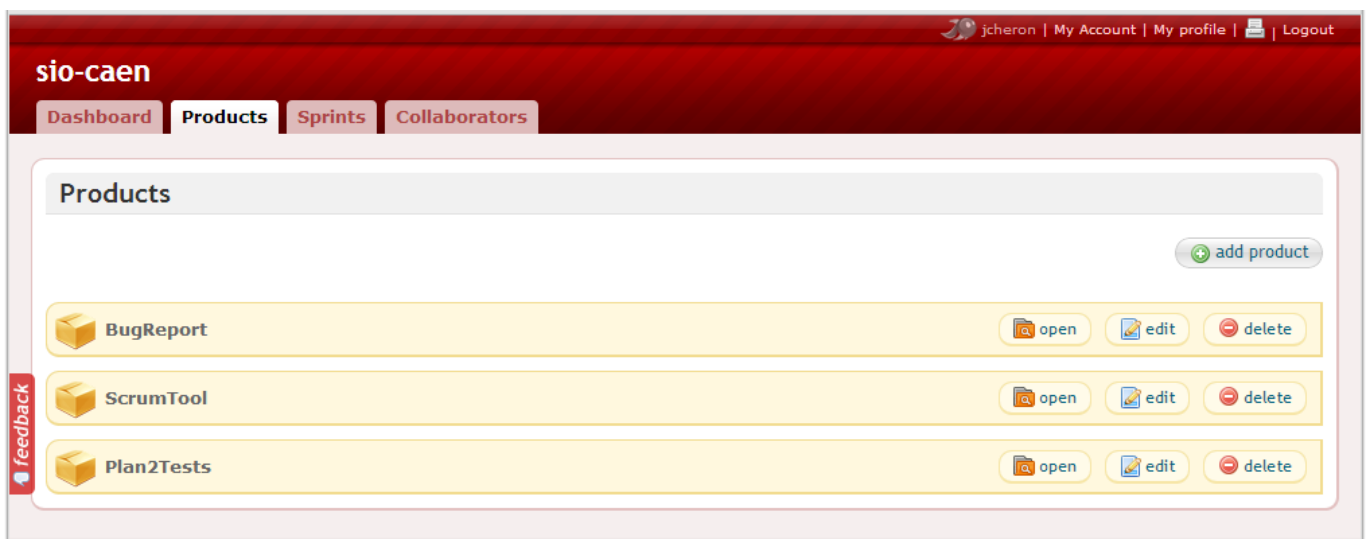 jcheron | My Account | My profile | | Logout
sio-caen
Dashboard Products Sprints Collaborators
Products
add product
BugReport open edit delete
ScrumTool open edit delete
feedback
Plan2Tests open edit delete